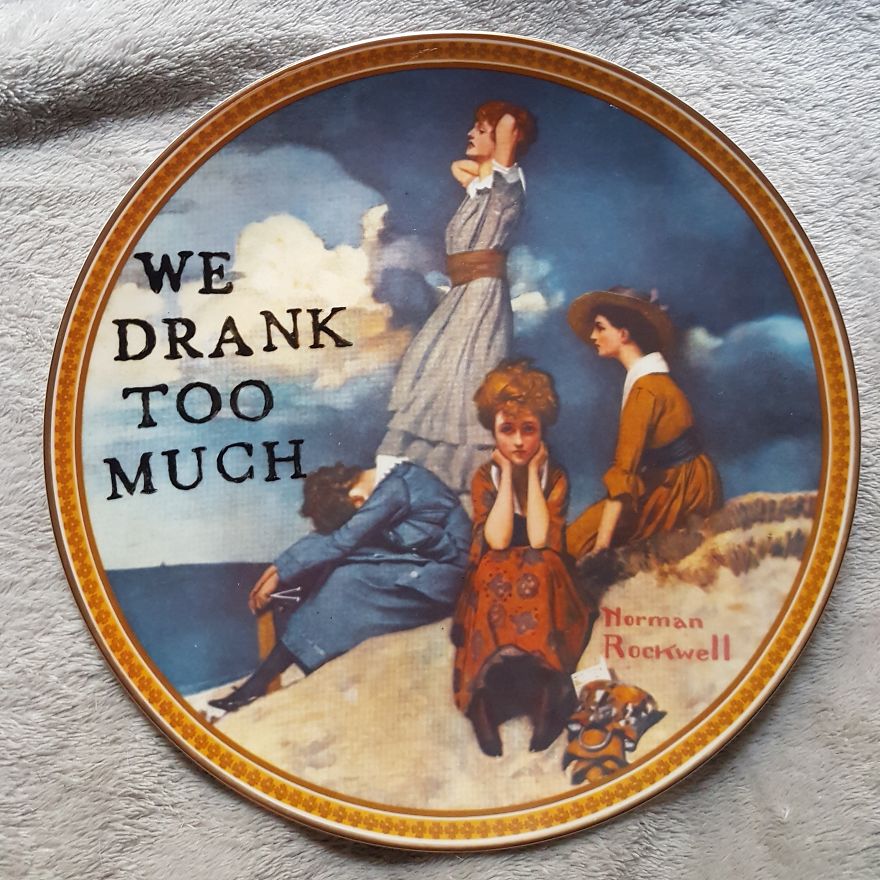 WE
DRANK
TOO
MUCH
Norman
Rockwell